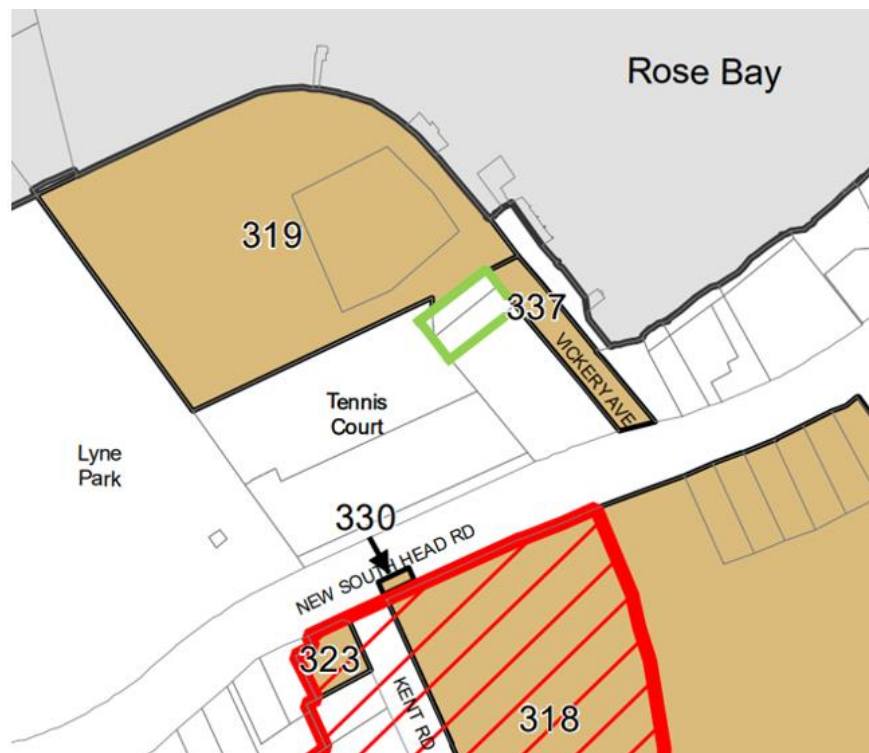 Rose Bay
319
337
VICKERY AVE
Tennis
Court
Lyne
Park
330
NEW SOUTH HEAD RD
323
KENT RD
318